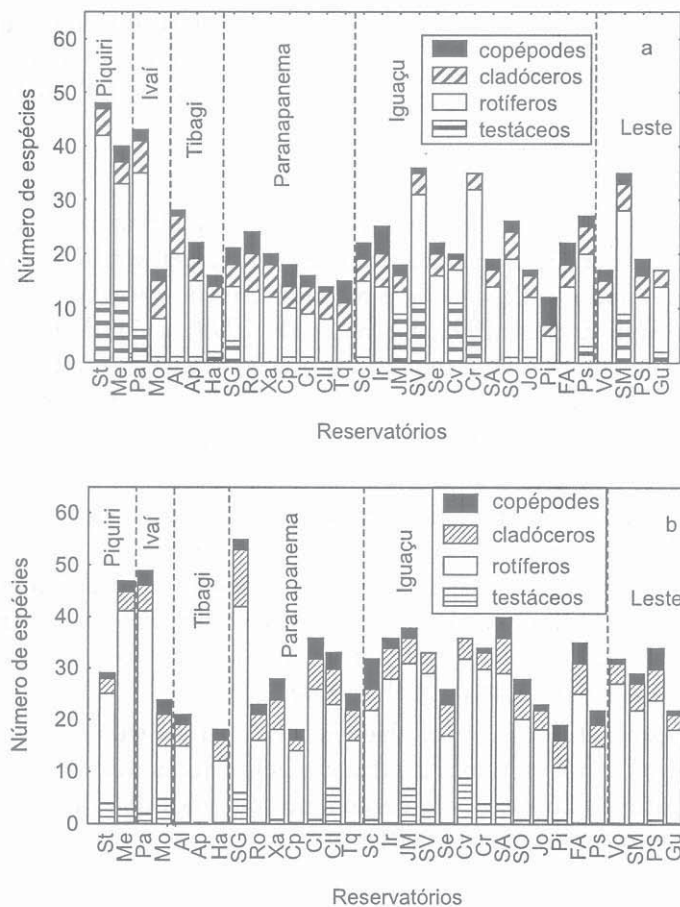 60
50
40
30
20
10
0
Número de espécies
Piquiri
Ivaí
Tibagi
Paranapanema
Iguaçu
Leste
a
copépodes
cladóceros
rotíferos
testáceos
St Me Pa Mo Al Ap Ha SG Ro Xa Cp CI CII Tq Sc Ir JM SV Se Cv Cr SA SO Jo Pi FA Ps Vo SM PS Gu
Reservatórios
60
50
40
30
20
10
0
Número de espécies
Piquiri
Ivaí
Tibagi
Paranapanema
Iguaçu
Leste
b
copépodes
cladóceros
rotíferos
testáceos
St Me Pa Mo Al Ap Ha SG Ro Xa Cp CI CII Tq Sc Ir JM SV Se Cv Cr SA SO Jo Pi FA Ps Vo SM PS Gu
Reservatórios